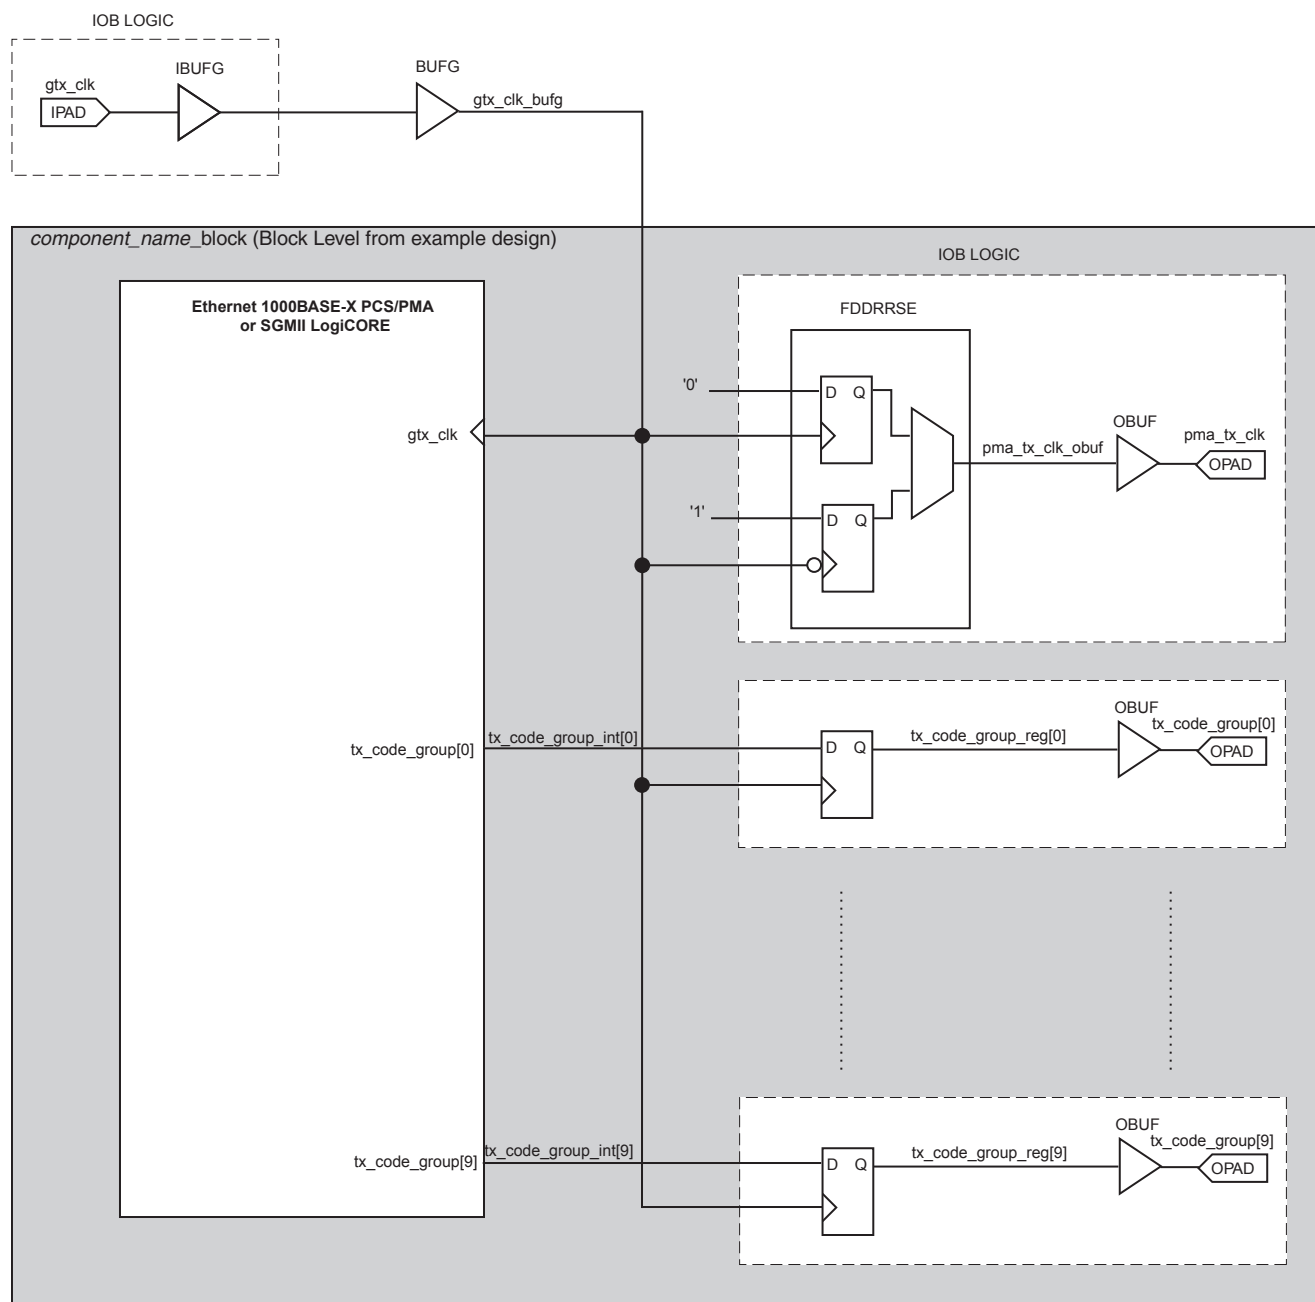 IOB LOGIC
gtx_clk
IPAD
IBUFG
BUFG
gtx_clk_bufg
component_name_block (Block Level from example design)
Ethernet 1000BASE-X PCS/PMA
or SGMII LogiCORE
gtx_clk
IOB LOGIC
FDDRRSE
'0'
D Q
'1'
D Q
pma_tx_clk_obuf
OBUF
pma_tx_clk
OPAD
tx_code_group[0]
tx_code_group_int[0]
D Q
tx_code_group_reg[0]
OBUF
tx_code_group[0]
OPAD
tx_code_group[9]
tx_code_group_int[9]
D Q
tx_code_group_reg[9]
OBUF
tx_code_group[9]
OPAD